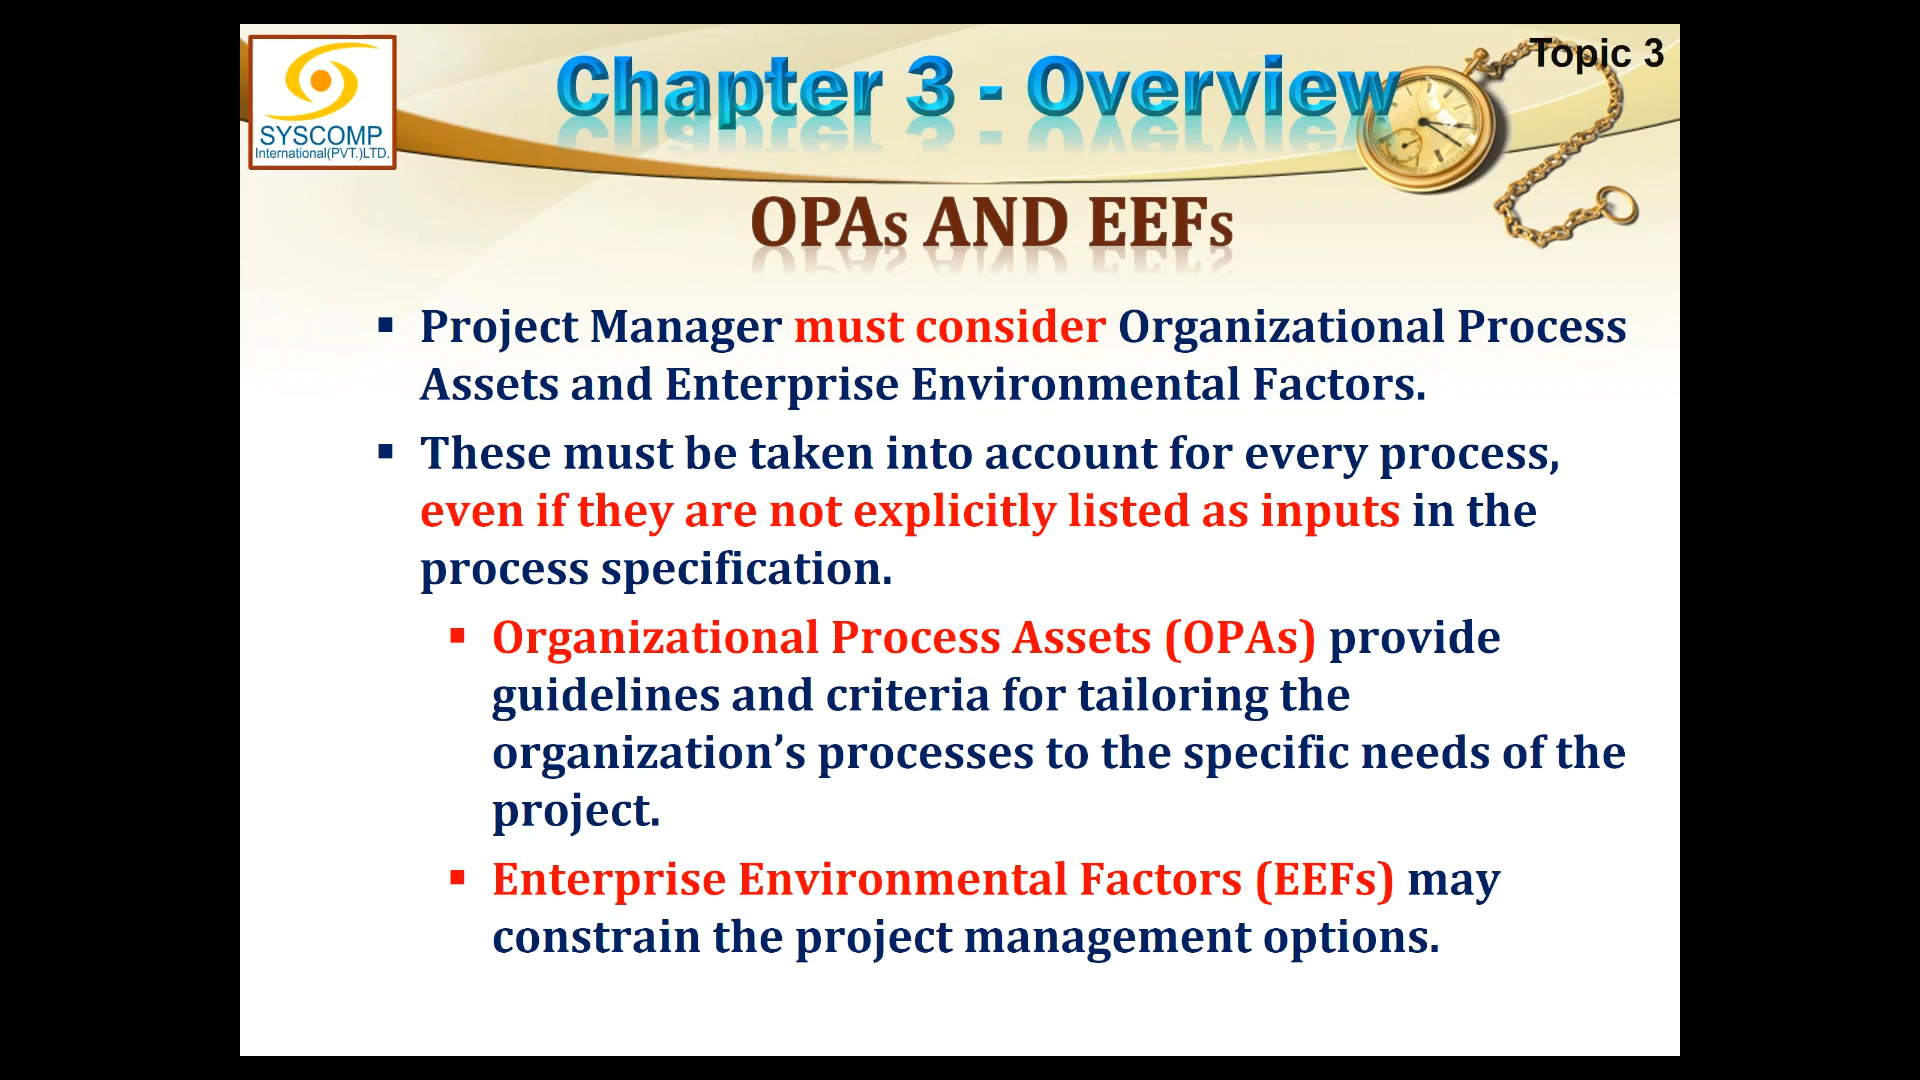 SYSCOMP
International(PVT.)LTD.
Chapter 3 - Overview
Topic 3
OPAs AND EEFs
▪ Project Manager must consider Organizational Process
Assets and Enterprise Environmental Factors.
▪ These must be taken into account for every process,
even if they are not explicitly listed as inputs in the
process specification.
▪ Organizational Process Assets (OPAs) provide
guidelines and criteria for tailoring the
organization’s processes to the specific needs of the
project.
▪ Enterprise Environmental Factors (EEFs) may
constrain the project management options.